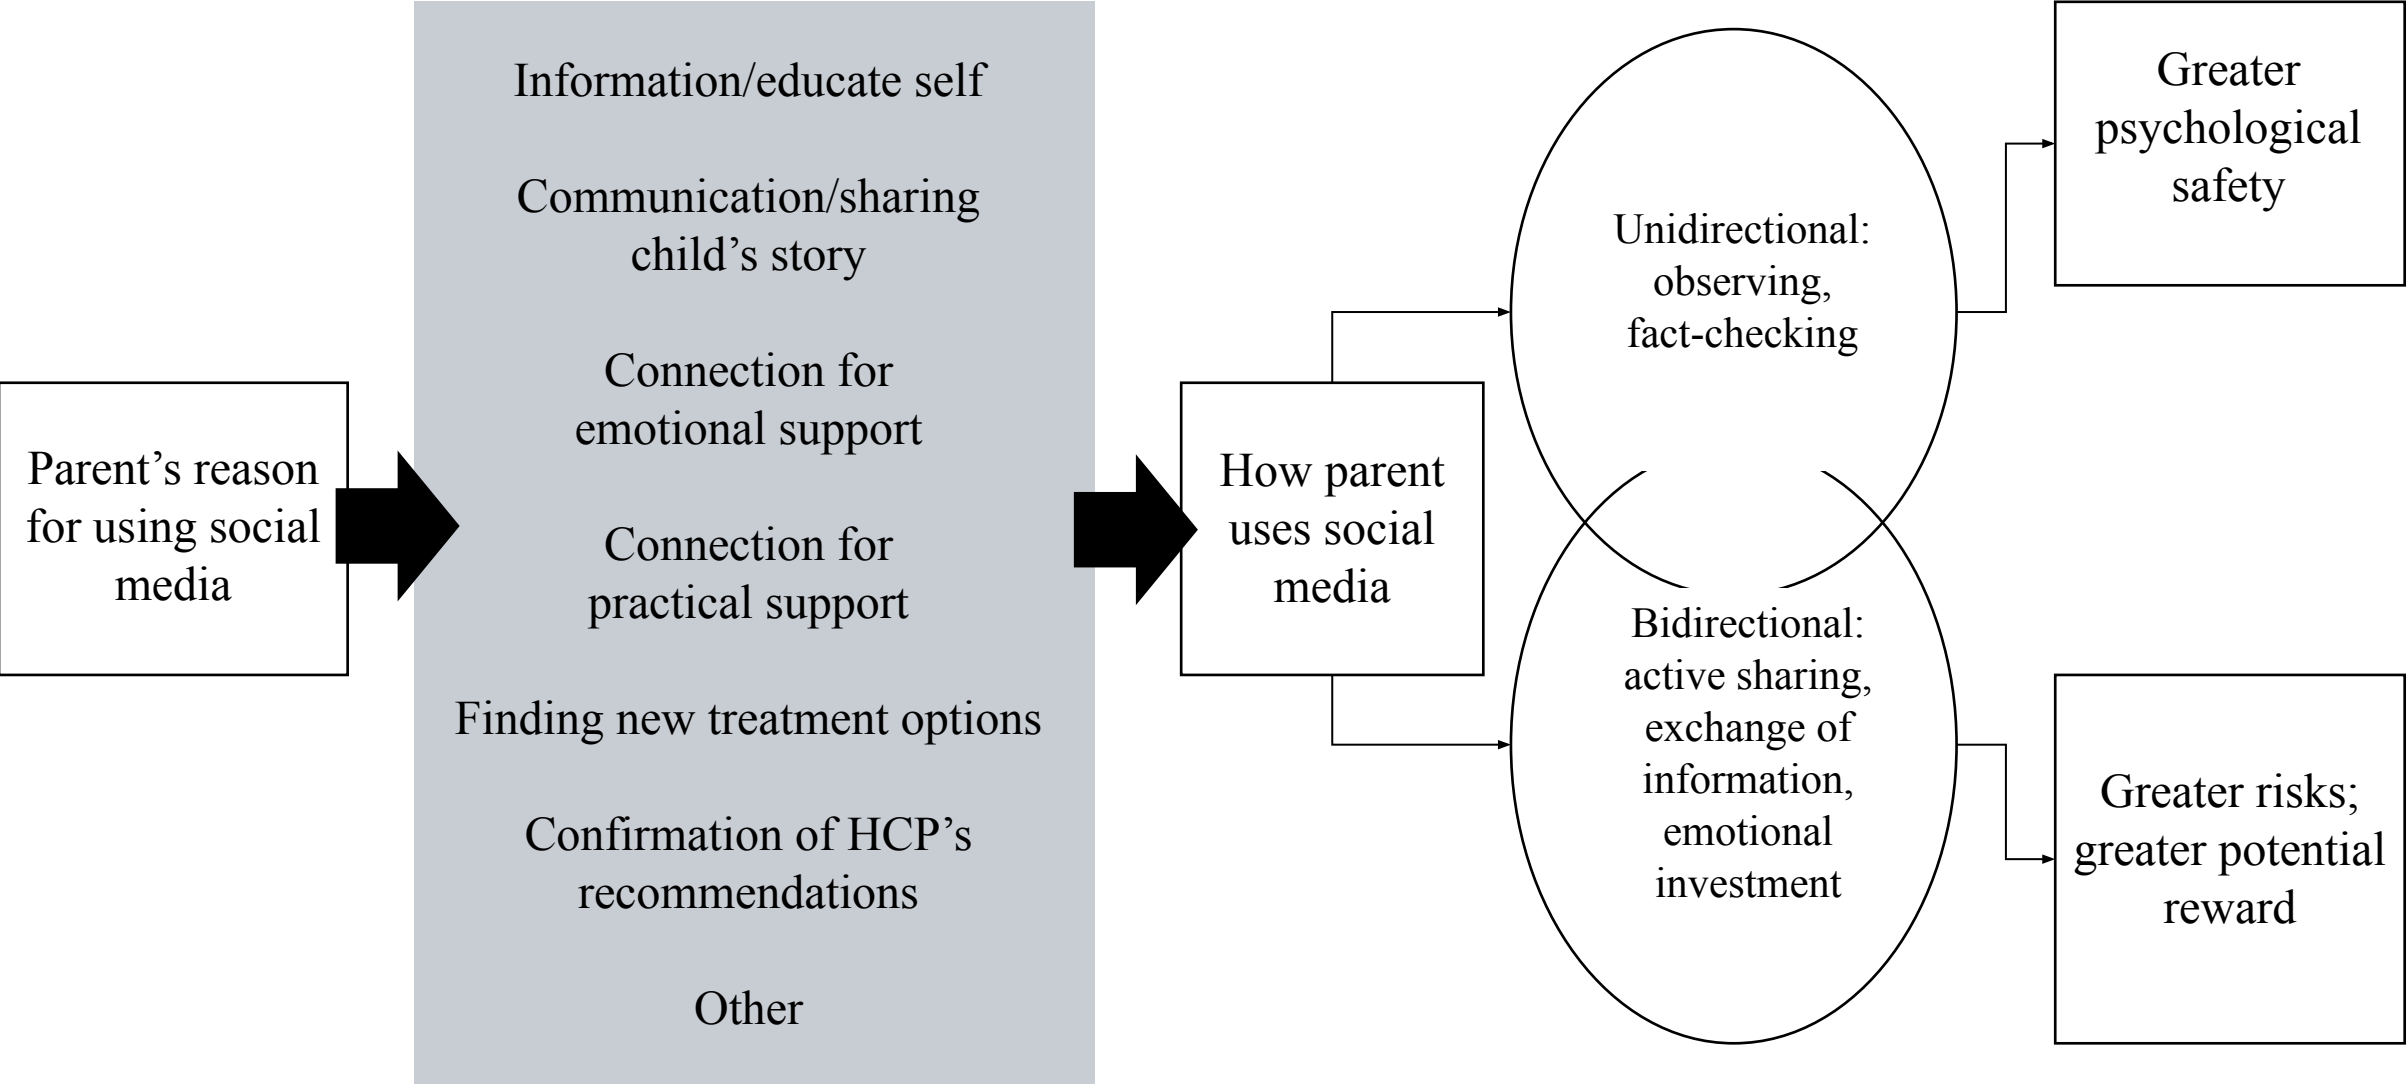 Parent’s reason
for using social
media
Information/educate self
Communication/sharing
child’s story
Connection for
emotional support
Connection for
practical support
Finding new treatment options
Confirmation of HCP’s
recommendations
Other
How parent
uses social
media
Unidirectional:
observing,
fact-checking
Bidirectional:
active sharing,
exchange of
information,
emotional
investment
Greater
psychological
safety
Greater risks;
greater potential
reward